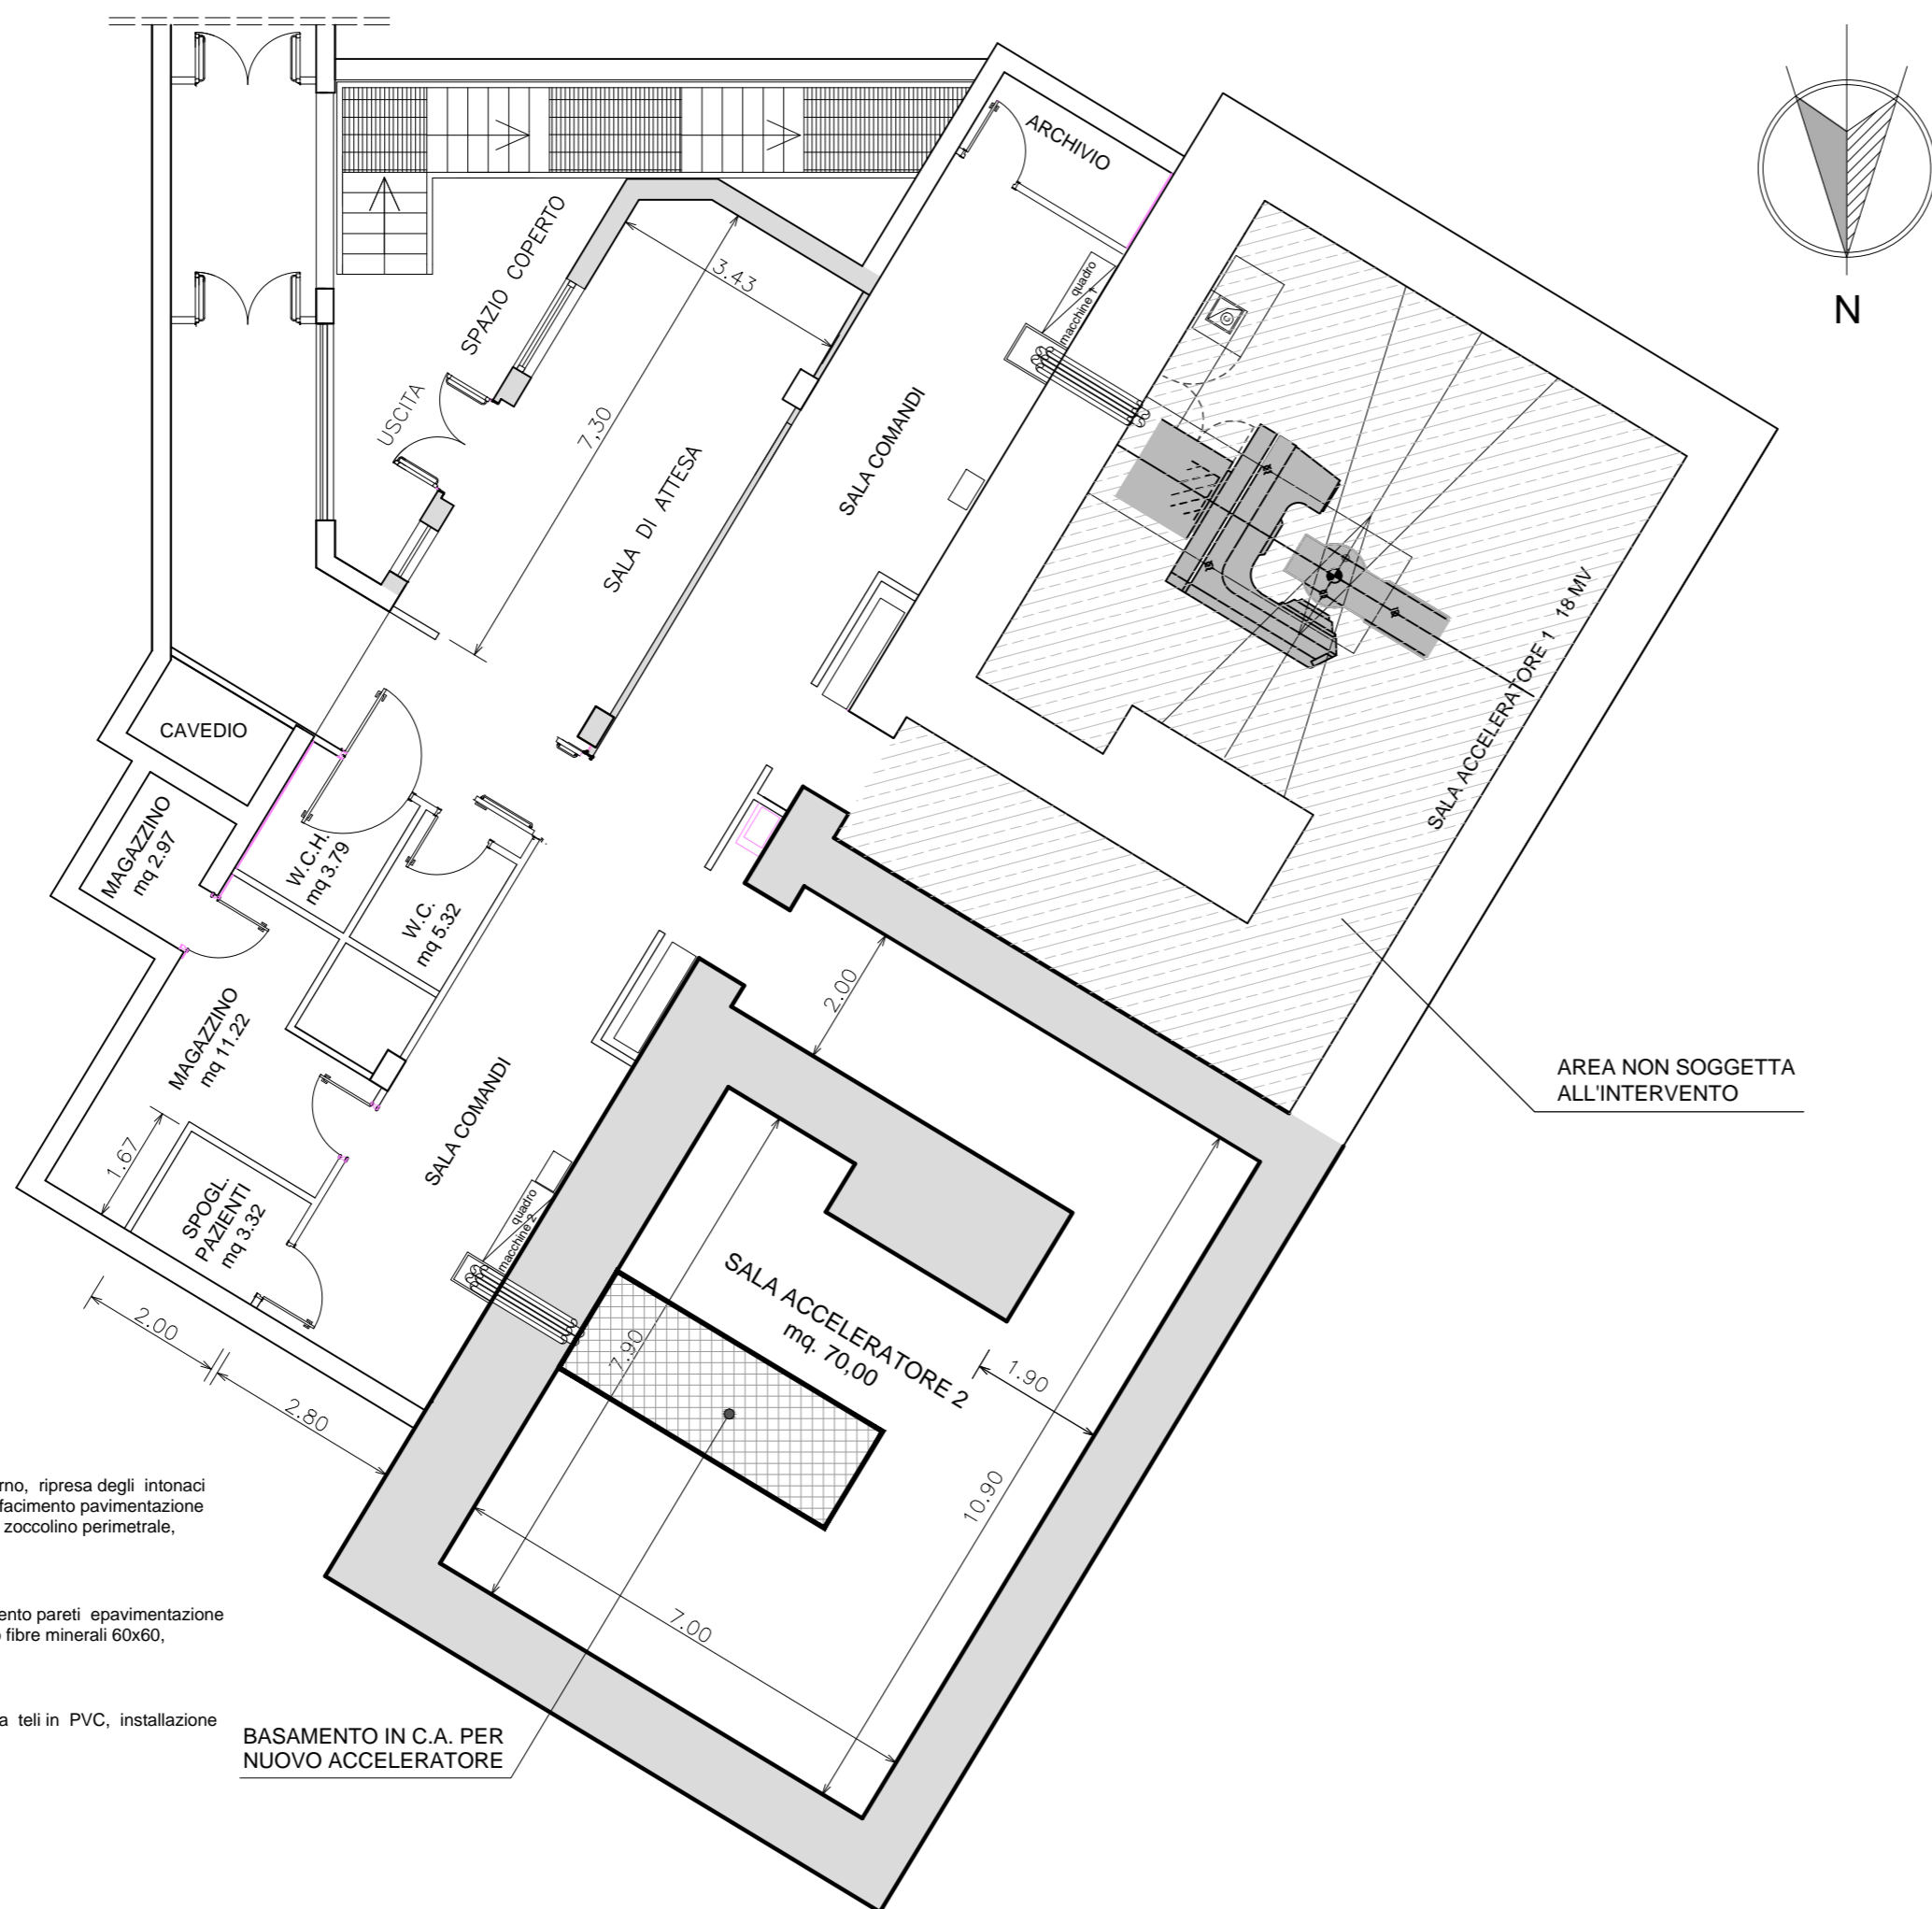 ARCHIVIO
N
SPAZIO COPERTO
3.43
quadro
macchine 1
USCITA
7,30
SALA DI ATTESA
SALA COMANDI
SALA ACCELERATORE 1 18 MV
CAVEDIO
MAGAZZINO
mq 2.97
W.C.H.
mq 3.79
W.C.
mq 5.32
2.00
MAGAZZINO
mq 11.22
SALA COMANDI
AREA NON SOGGETTA
ALL'INTERVENTO
1.67
SPOGL.
PAZIENTI
mq 3.32
quadro
macchine 2
SALA ACCELERATORE 2
mq. 70,00
7.90
1.90
2.00
2.80
10.90
7.00
rno, ripresa degli intonaci
facimento pavimentazione
zoccolino perimetrale,
ento pareti epavimentazione
o fibre minerali 60x60,
a teli in PVC, installazione
BASAMENTO IN C.A. PER
NUOVO ACCELERATORE